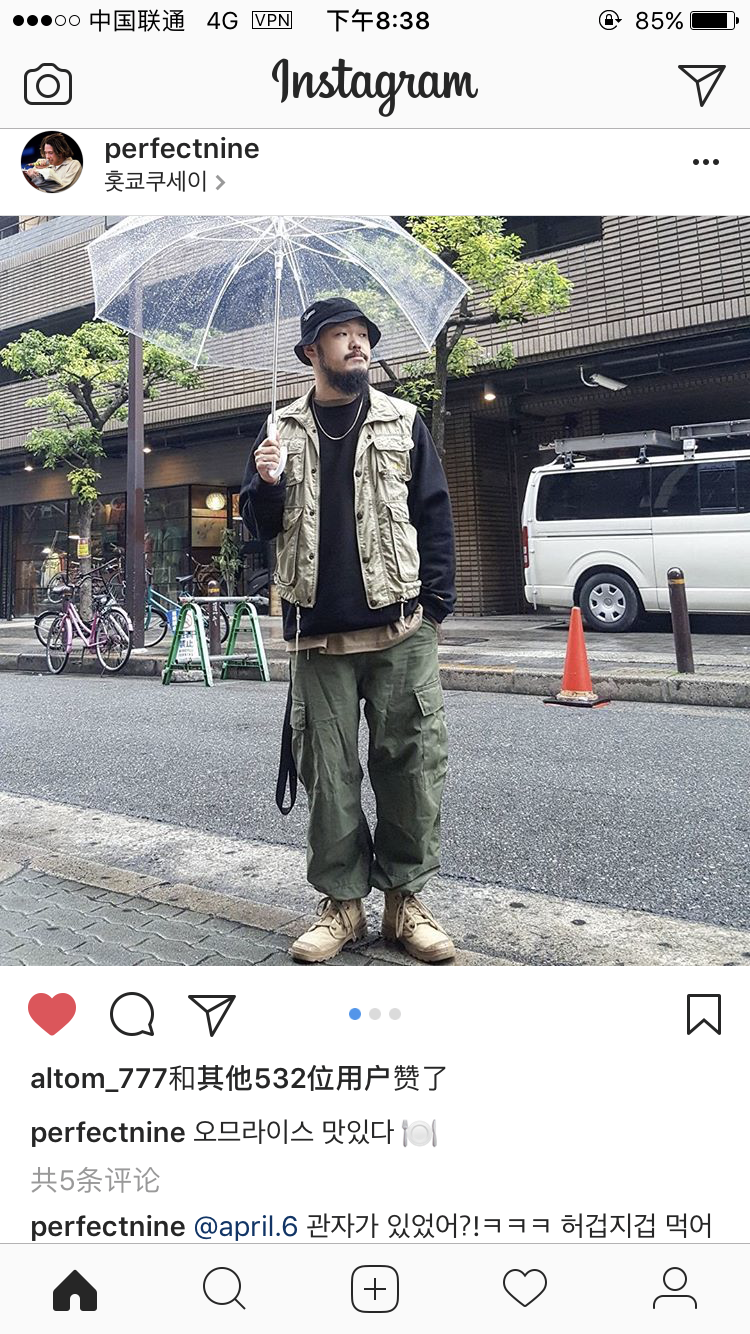 中国联通 4G VPN 下午8:38 85%
Instagram
perfectnine
홋쿄쿠세이
altom_777和其他532位用户赞了
perfectnine 오므라이스 맛있다
共5条评论
perfectnine @april.6 관자가 있었어?!ㅋㅋㅋ 허겁지겁 먹어